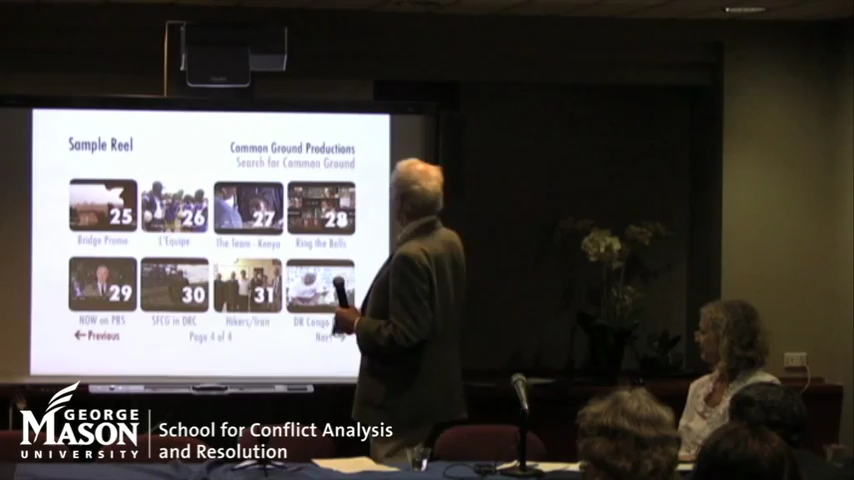 Sample Reel
Common Ground Productions
Search for Common Ground
25
26
27
28
Bridge Promo
L'Equipe
The Team - Kenya
Ring the Bells
29
30
31
NOW on PBS
SFCG in DRC
Hikers/Iran
DR Congo
Previous
Page 4 of 4
GEORGE
MASON
UNIVERSITY
School for Conflict Analysis
and Resolution